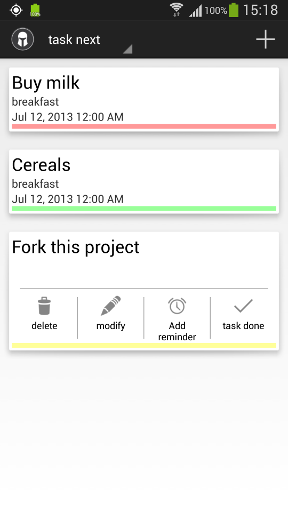 100% 15:18
task next
Buy milk
breakfast
Jul 12, 2013 12:00 AM
Cereals
breakfast
Jul 12, 2013 12:00 AM
Fork this project
delete modify Add reminder task done